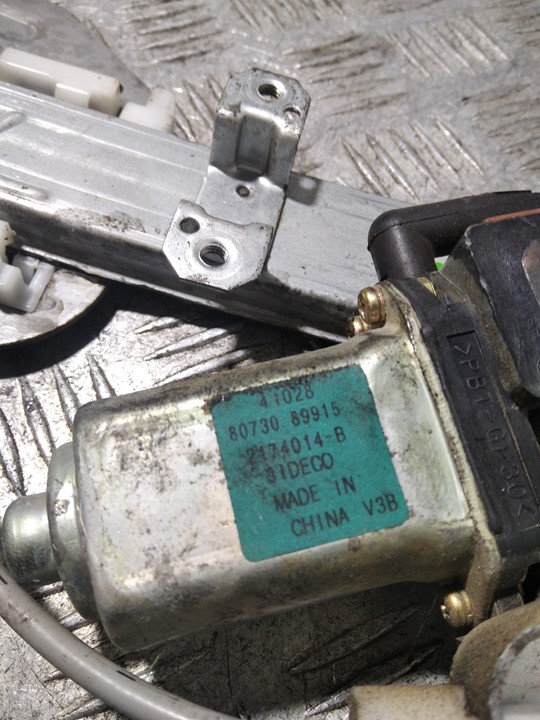 41028
80730 89915
2174014-B
SIDECO
MADE IN
CHINA V3B
>PBT-GF30<